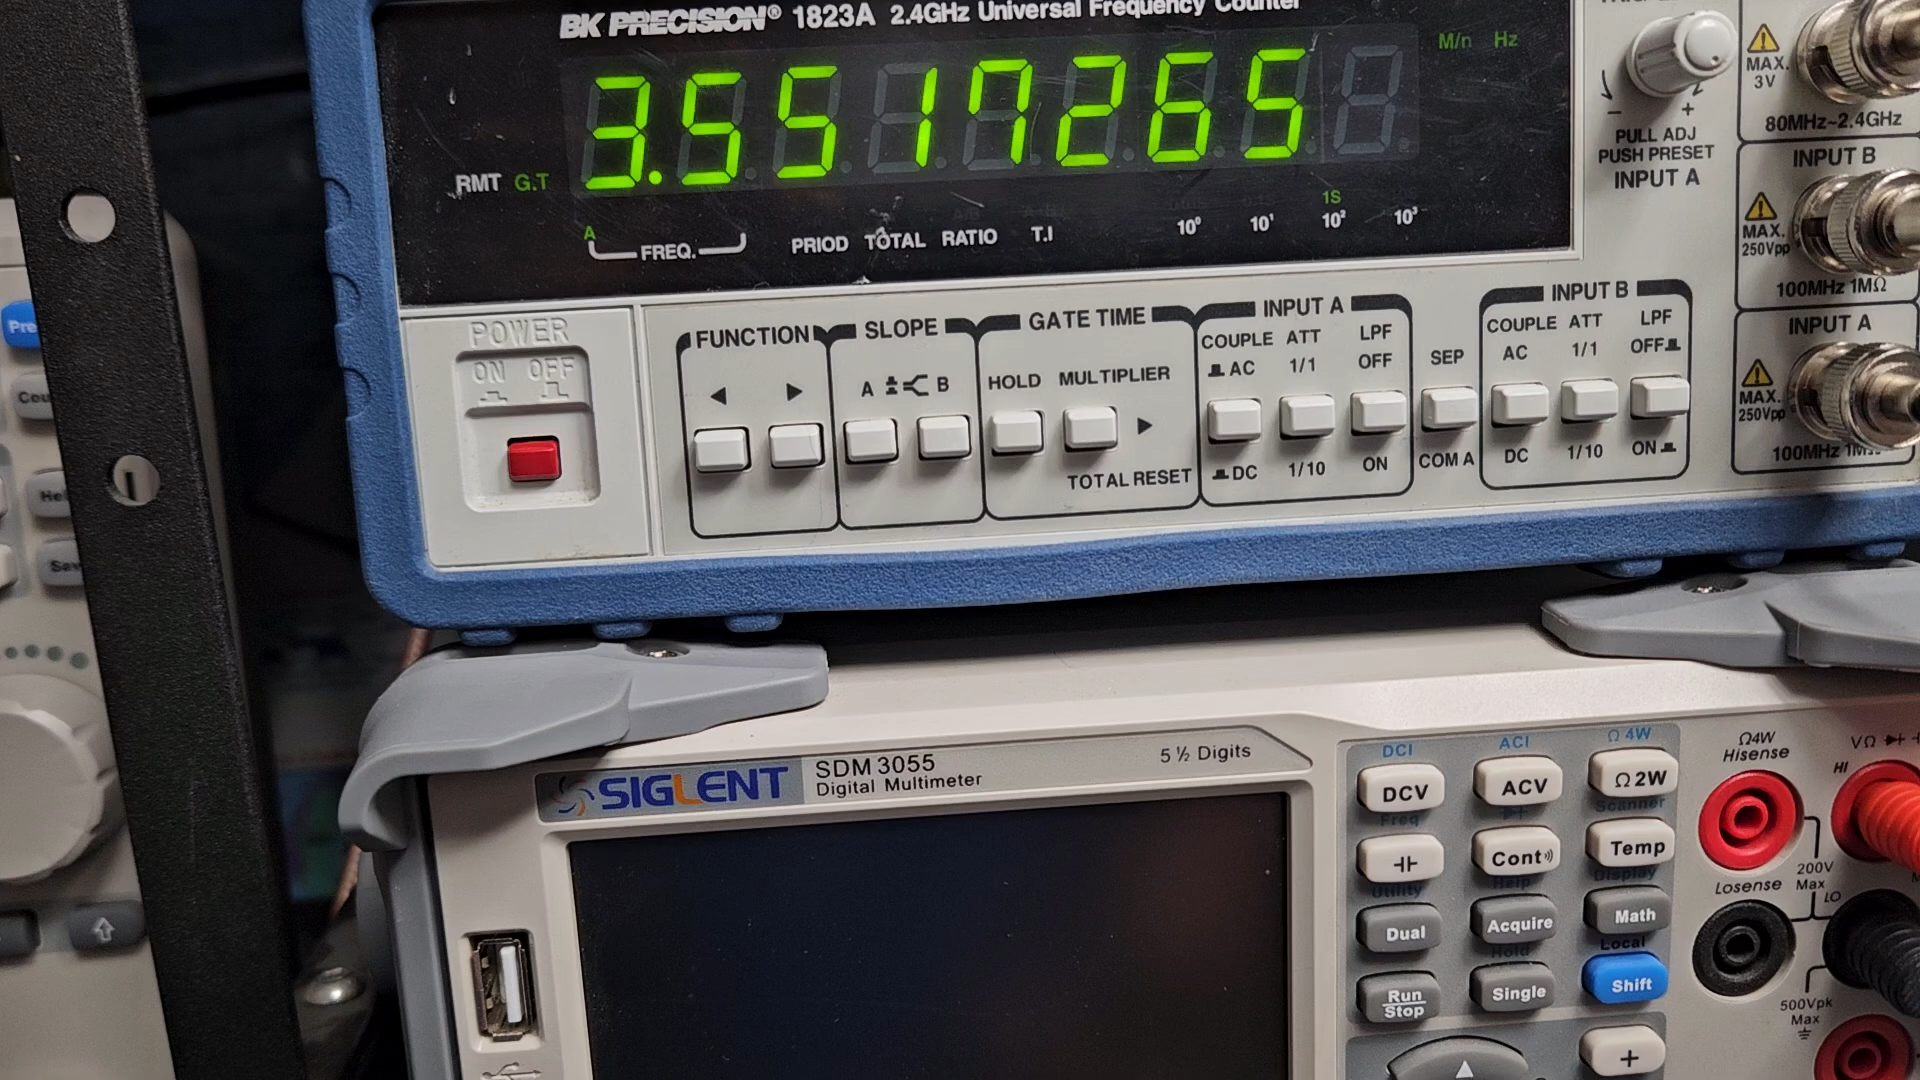 BK PRECISION® 1823A 2.4GHz Universal Frequency Counter
3.5517265
M/n Hz
RMT G.T
1S
A
FREQ. PRIOD TOTAL RATIO T.I 10⁰ 10¹ 10² 10³
PULL ADJ
PUSH PRESET
INPUT A
- +
MAX.
3V
80MHz~2.4GHz
INPUT B
MAX.
250Vpp
100MHz 1MΩ
INPUT A
MAX.
250Vpp
100MHz
POWER
ON OFF
FUNCTION
◄ ►
SLOPE
A B
GATE TIME
HOLD MULTIPLIER
►
TOTAL RESET
INPUT A
COUPLE ATT LPF
AC 1/1 OFF
DC 1/10 ON
SEP
COM A
INPUT B
COUPLE ATT LPF
AC 1/1 OFF
DC 1/10 ON
SIGLENT
SDM 3055
Digital Multimeter
5 ½ Digits
DCI ACI Ω 4W
DCV ACV Ω 2W
Freq Scanner
Cont Temp
Utility Help Display
Dual Acquire Math
Hold Local
Run
Stop
Single Shift
+
Ω4W
Hisense
VΩ
HI
200V
Max
Losense
LO
500Vpk
Max